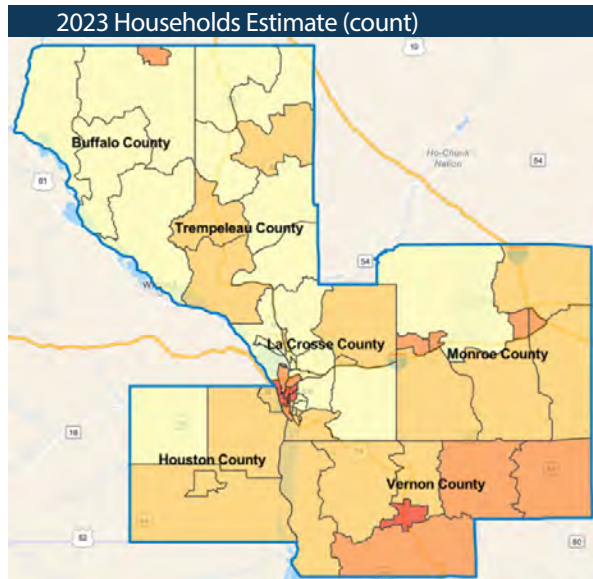 2023 Households Estimate (count)
10
Buffalo County
Ho-Chunk
Nation
54
61
Trempeleau County
54
La Crosse County
Monroe County
16
Houston County
Vernon County
52
60